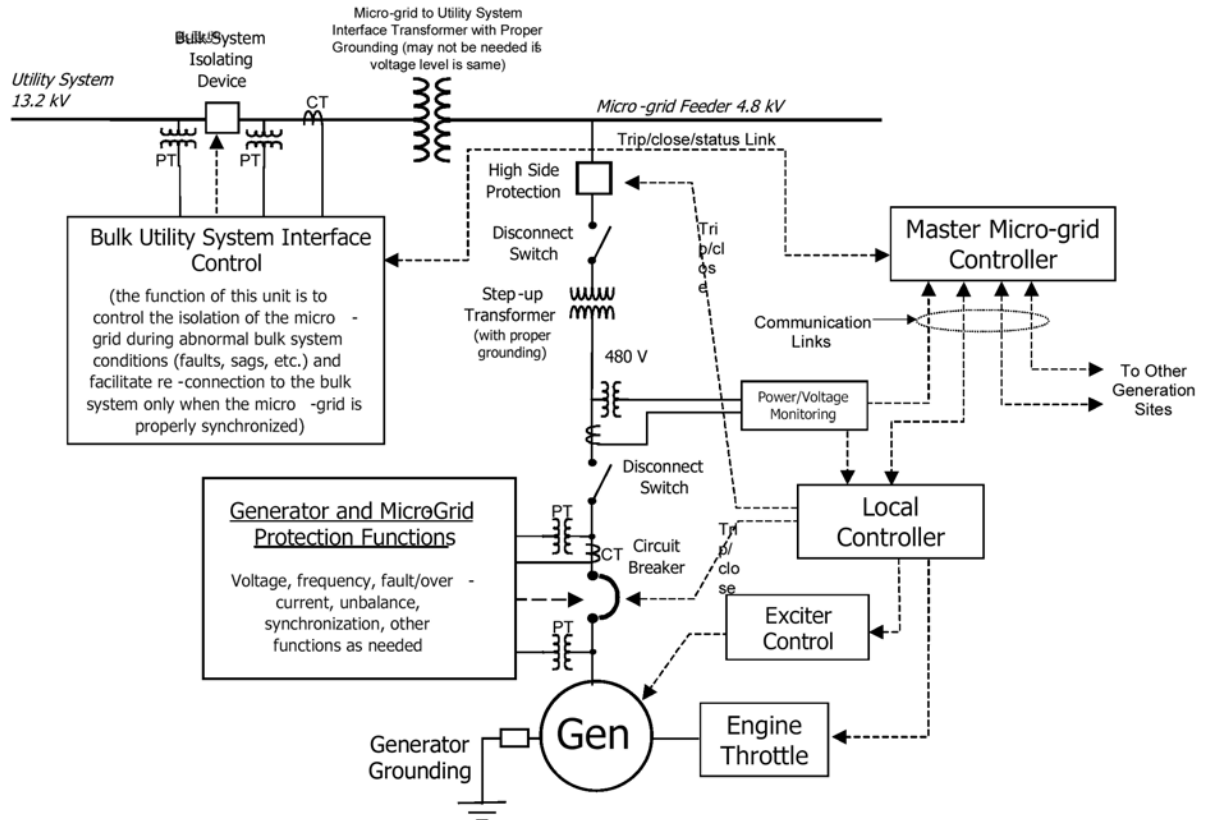 Micro-grid to Utility System
Interface Transformer with Proper
Grounding (may not be needed if
voltage level is same)
Bulk System
Isolating
Device
Utility System
13.2 kV
CT
Micro -grid Feeder 4.8 kV
PT
PT
Trip/close/status Link
High Side
Protection
Bulk Utility System Interface
Control
(the function of this unit is to
control the isolation of the micro -
grid during abnormal bulk system
conditions (faults, sags, etc.) and
facilitate re -connection to the bulk
system only when the micro -grid is
properly synchronized)
Disconnect
Switch
Tri
p/cl
os
e
Master Micro-grid
Controller
Step -up
Transformer
(with proper
grounding)
Communication
Links
480 V
Power/Voltage
Monitoring
To Other
Generation
Sites
Disconnect
Switch
Generator and MicroGrid
Protection Functions
Voltage, frequency, fault/over -
current, unbalance,
synchronization, other
functions as needed
PT
CT
Circuit
Breaker
Tri
p/
clo
se
Local
Controller
PT
Exciter
Control
Gen
Engine
Throttle
Generator
Grounding